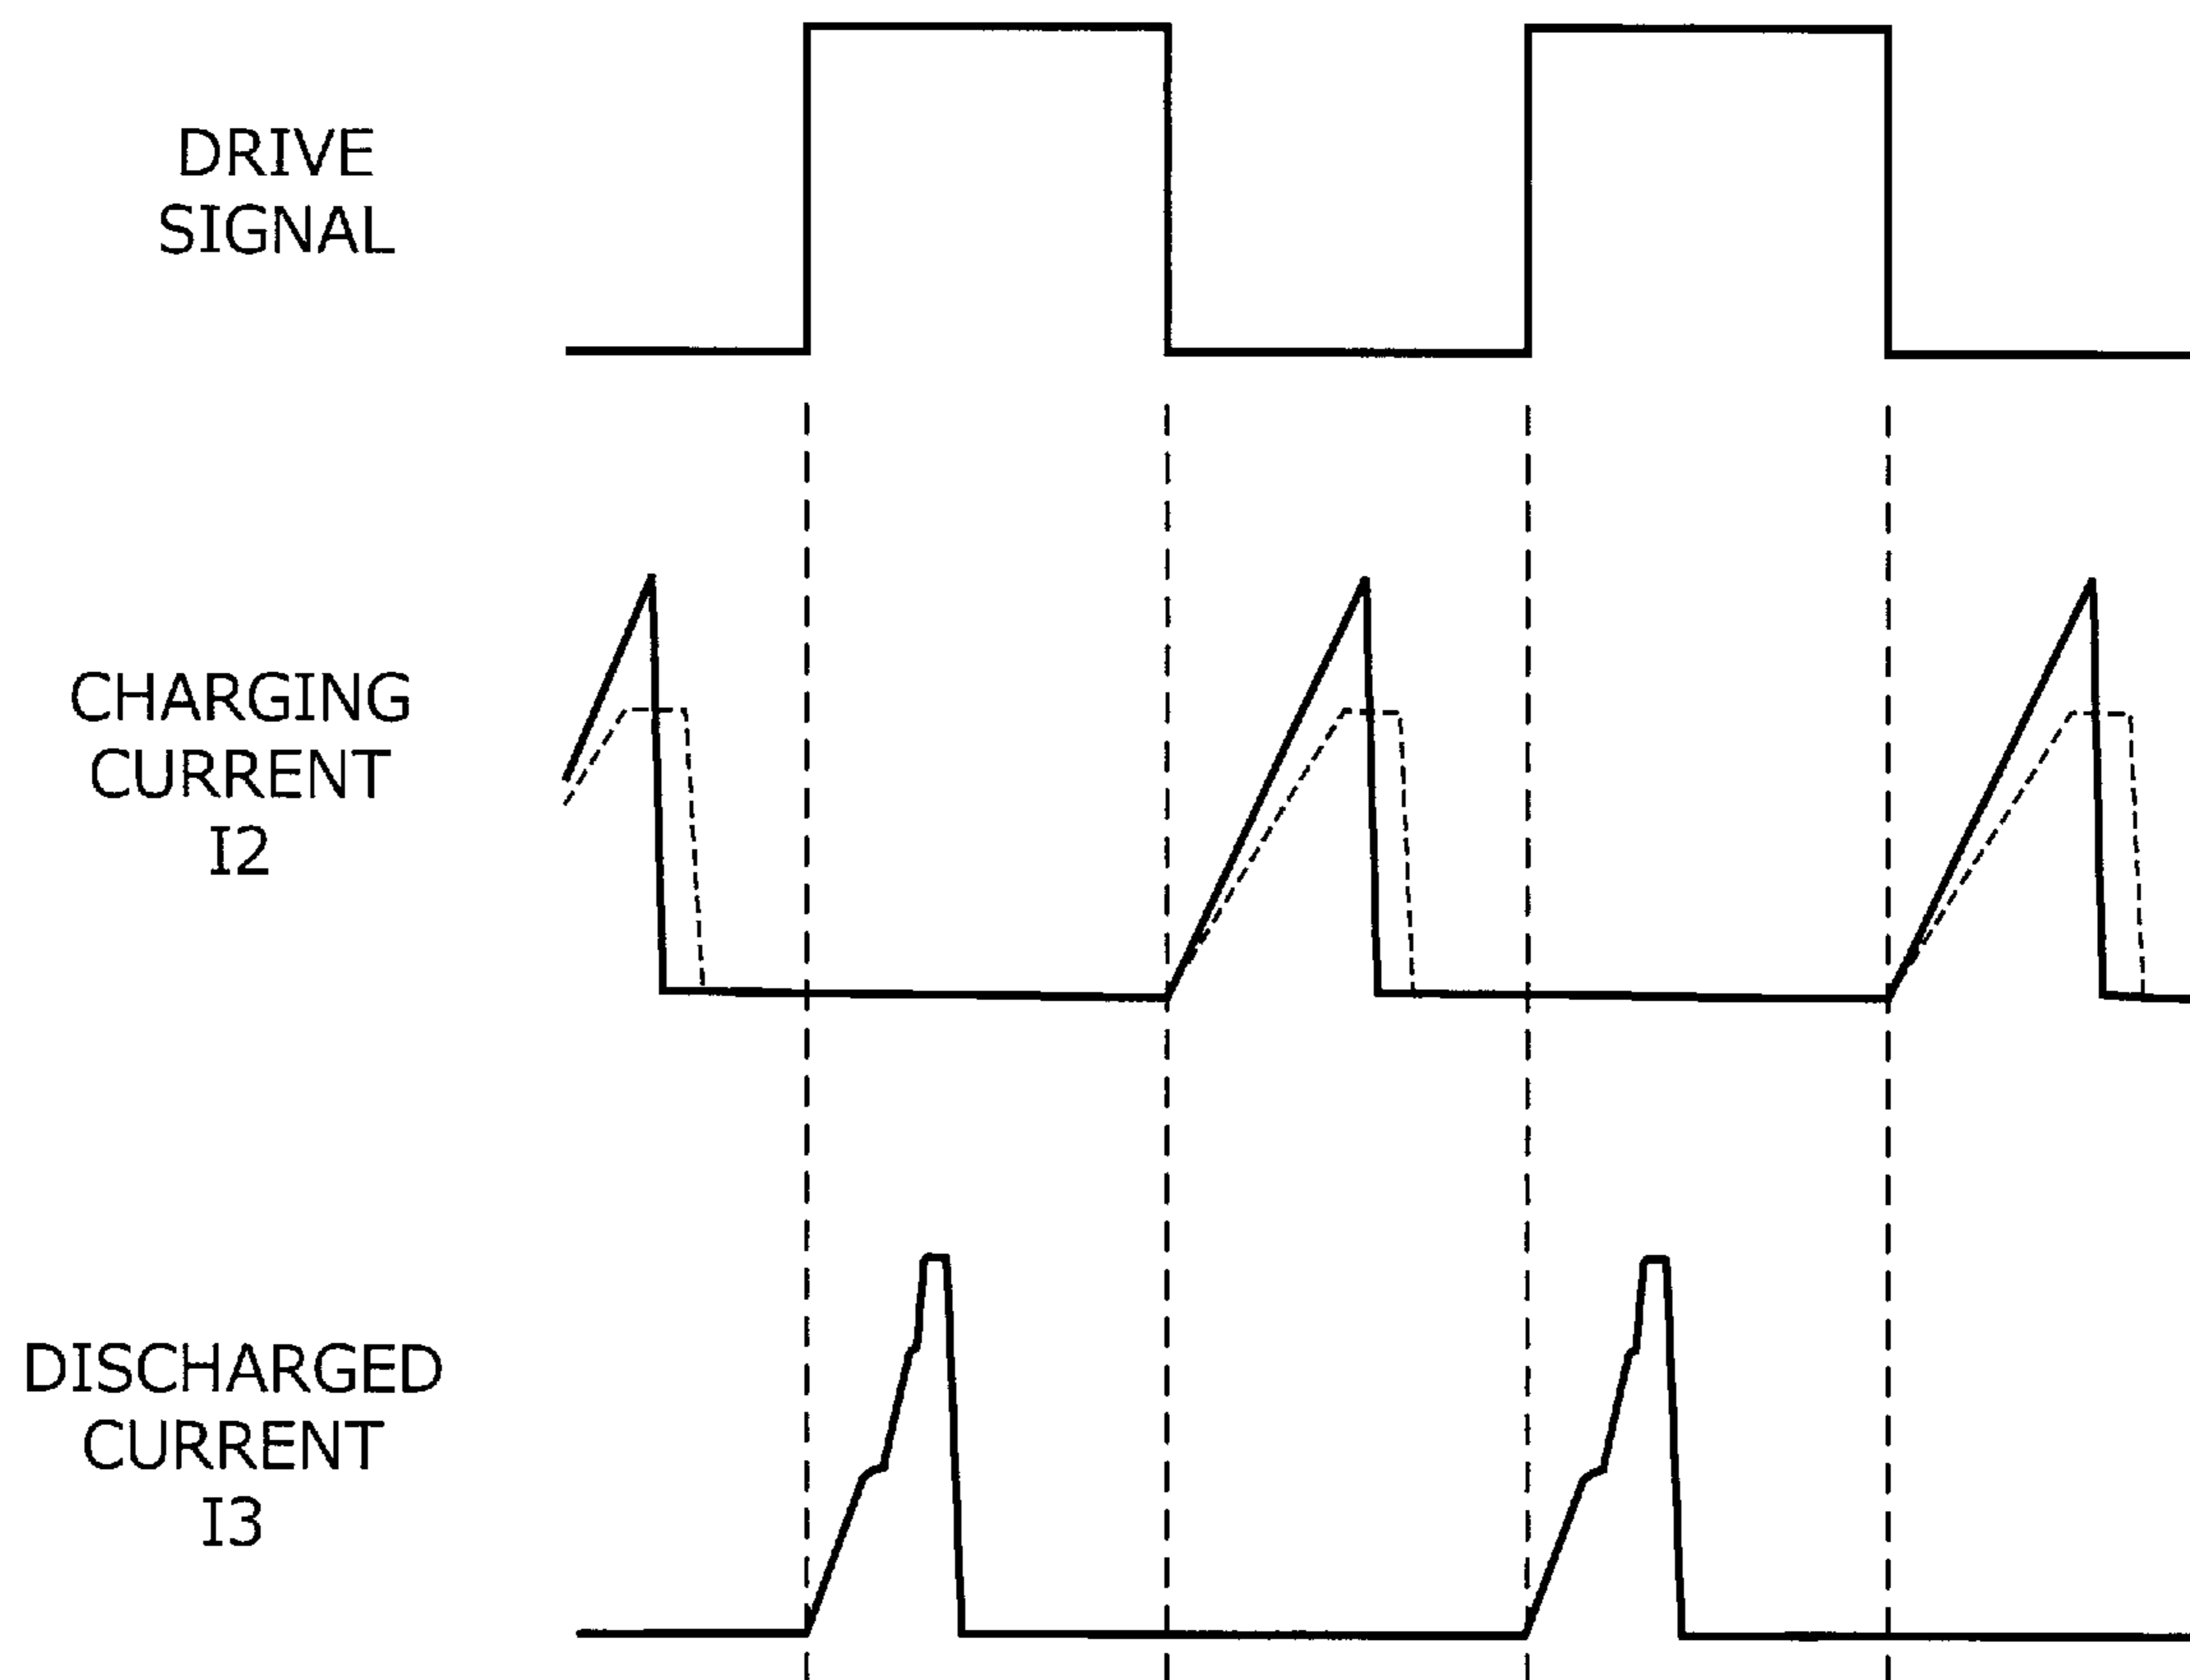 DRIVE
SIGNAL
CHARGING
CURRENT
I2
DISCHARGED
CURRENT
I3